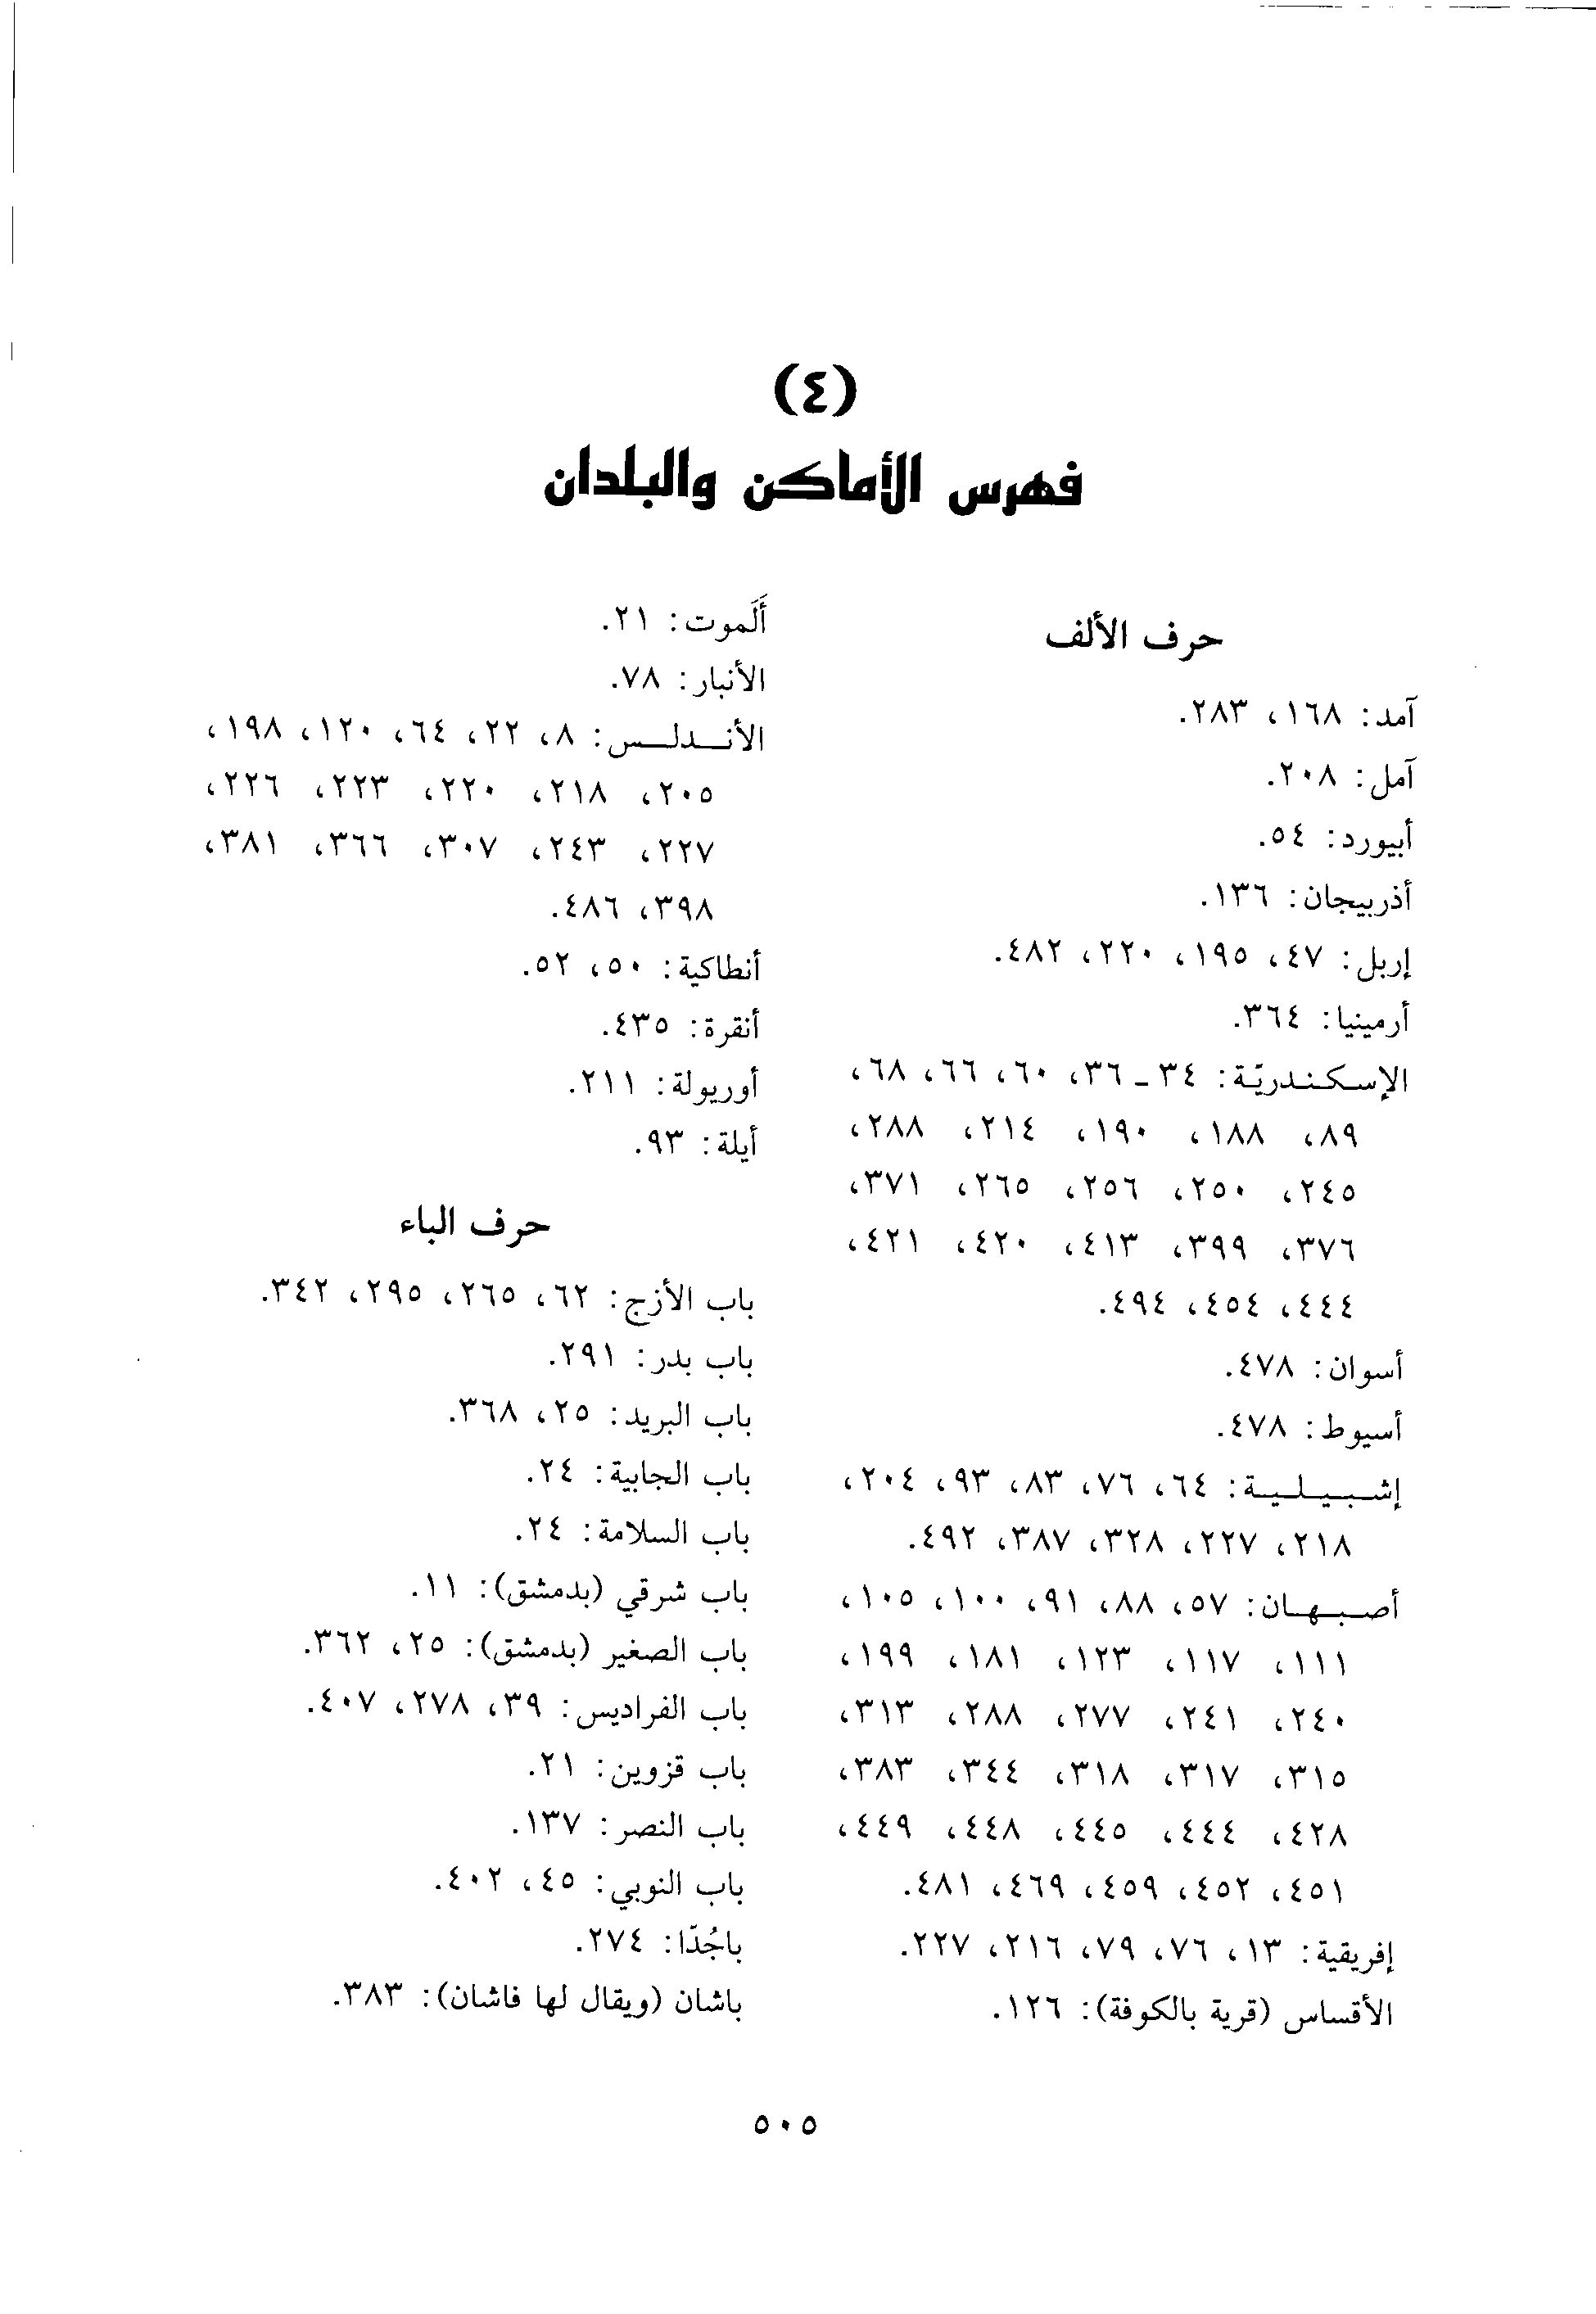 (٤)
فهرس الأماكن والبلدان
حرف الألف
آمد: ١٦٨، ٢٨٣.
آمل: ٢٠٨.
أبيورد: ٥٤.
أذربيجان: ١٣٦.
إربل: ٤٧، ١٩٥، ٢٢٠، ٤٨٢.
أرمينيا: ٣٦٤.
الإسكندريّة: ٣٤ - ٣٦، ٦٠، ٦٦، ٦٨،
٨٩، ١٨٨، ١٩٠، ٢١٤، ٢٨٨،
٢٤٥، ٢٥٠، ٢٥٦، ٢٦٥، ٣٧١،
٣٧٦، ٣٩٩، ٤١٣، ٤٢٠، ٤٢١،
٤٤٤، ٤٥٤، ٤٩٤.
أسوان: ٤٧٨.
أسيوط: ٤٧٨.
إشبيلية: ٦٤، ٧٦، ٨٣، ٩٣، ٢٠٤،
٢١٨، ٢٢٧، ٣٢٨، ٣٨٧، ٤٩٢.
أصبهان: ٥٧، ٨٨، ٩١، ١٠٠، ١٠٥،
١١١، ١١٧، ١٢٣، ١٨١، ١٩٩،
٢٤٠، ٢٤١، ٢٧٧، ٢٨٨، ٣١٣،
٣١٥، ٣١٧، ٣١٨، ٣٤٤، ٣٨٣،
٤٢٨، ٤٤٤، ٤٤٥، ٤٤٨، ٤٤٩،
٤٥١، ٤٥٢، ٤٥٩، ٤٦٩، ٤٨١.
إفريقية: ١٣، ٧٦، ٧٩، ٢١٦، ٢٢٧.
الأقساس (قرية بالكوفة): ١٢٦.
أَلَموت: ٢١.
الأنبار: ٧٨.
الأندلس: ٨، ٢٢، ٦٤، ١٢٠، ١٩٨،
٢٠٥، ٢١٨، ٢٢٠، ٢٢٣، ٢٢٦،
٢٢٧، ٢٤٣، ٣٠٧، ٣٦٦، ٣٨١،
٣٩٨، ٤٨٦.
أنطاكية: ٥٠، ٥٢.
أنقرة: ٤٣٥.
أوريولة: ٢١١.
أيلة: ٩٣.
حرف الباء
باب الأزج: ٦٢، ٢٦٥، ٢٩٥، ٣٤٢.
باب بدر: ٢٩١.
باب البريد: ٢٥، ٣٦٨.
باب الجابية: ٢٤.
باب السلامة: ٢٤.
باب شرقي (بدمشق): ١١.
باب الصغير (بدمشق): ٢٥، ٣٦٢.
باب الفراديس: ٣٩، ٢٧٨، ٤٠٧.
باب قزوين: ٢١.
باب النصر: ١٣٧.
باب النوبي: ٤٥، ٤٠٢.
باجُدّا: ٢٧٤.
باشان (ويقال لها فاشان): ٣٨٣.
٥٠٥